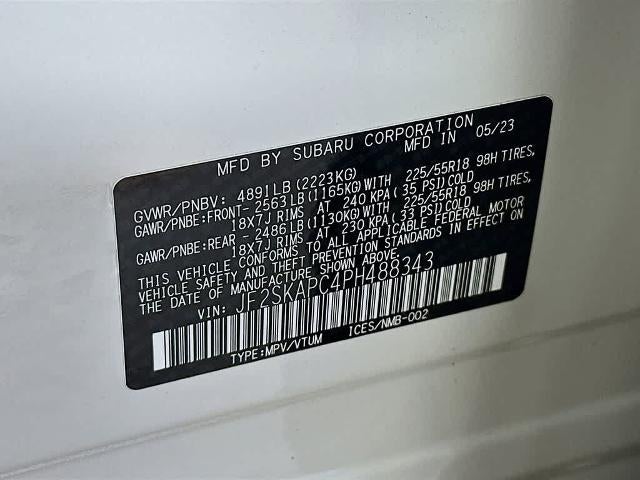 MFD BY SUBARU CORPORATION
MFD IN 05/23
GVWR/PNBV: 4891LB(2223KG)
GAWR/PNBE:FRONT- 2563LB(1165KG)WITH 225/55R18 98H TIRES,
18X7J RIMS AT 240 KPA(35 PSI)COLD
GAWR/PNBE:REAR - 2486LB(1130KG)WITH 225/55R18 98H TIRES,
18X7J RIMS AT 230 KPA(33 PSI)COLD
THIS VEHICLE CONFORMS TO ALL APPLICABLE FEDERAL MOTOR
VEHICLE SAFETY AND THEFT PREVENTION STANDARDS IN EFFECT ON
THE DATE OF MANUFACTURE SHOWN ABOVE.
VIN: JF2SKAPC4PH488343
TYPE:MPV/VTUM ICES/NMB-002